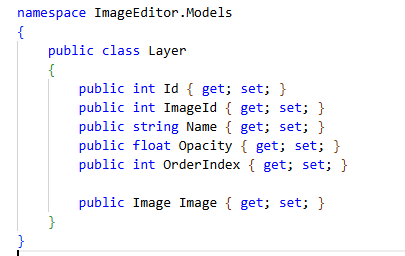 namespace ImageEditor.Models
{
    public class Layer
    {
        public int Id { get; set; }
        public int ImageId { get; set; }
        public string Name { get; set; }
        public float Opacity { get; set; }
        public int OrderIndex { get; set; }

        public Image Image { get; set; }
    }
}